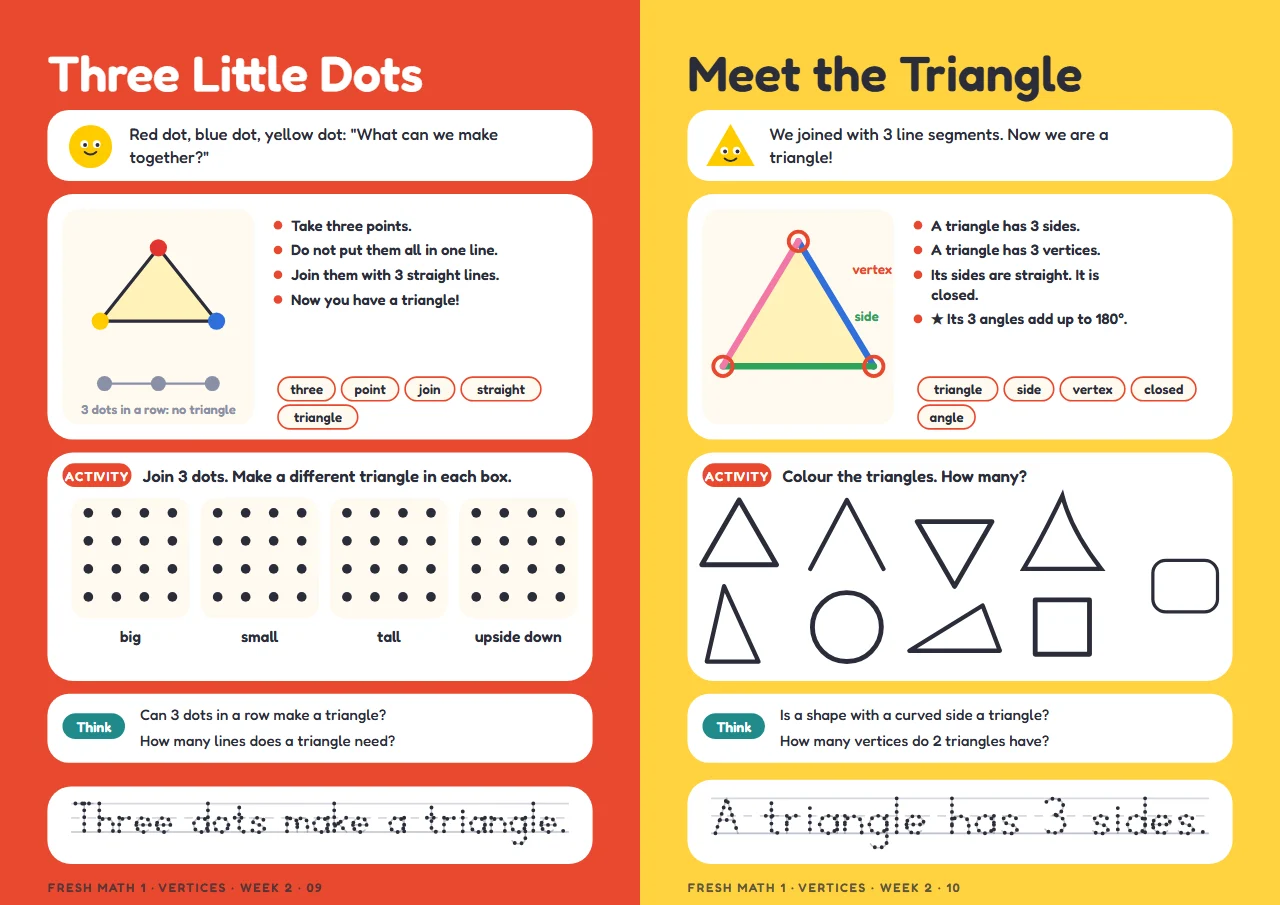 Three Little Dots
Red dot, blue dot, yellow dot: "What can we make
together?"
Take three points.
Do not put them all in one line.
Join them with 3 straight lines.
Now you have a triangle!
3 dots in a row: no triangle
three point join straight
triangle
ACTIVITY Join 3 dots. Make a different triangle in each box.
big small tall upside down
Think
Can 3 dots in a row make a triangle?
How many lines does a triangle need?
Three dots make a triangle.
FRESH MATH 1 · VERTICES · WEEK 2 · 09
Meet the Triangle
We joined with 3 line segments. Now we are a
triangle!
vertex
side
A triangle has 3 sides.
A triangle has 3 vertices.
Its sides are straight. It is
closed.
★ Its 3 angles add up to 180°.
triangle side vertex closed
angle
ACTIVITY Colour the triangles. How many?
Think
Is a shape with a curved side a triangle?
How many vertices do 2 triangles have?
A triangle has 3 sides.
FRESH MATH 1 · VERTICES · WEEK 2 · 10